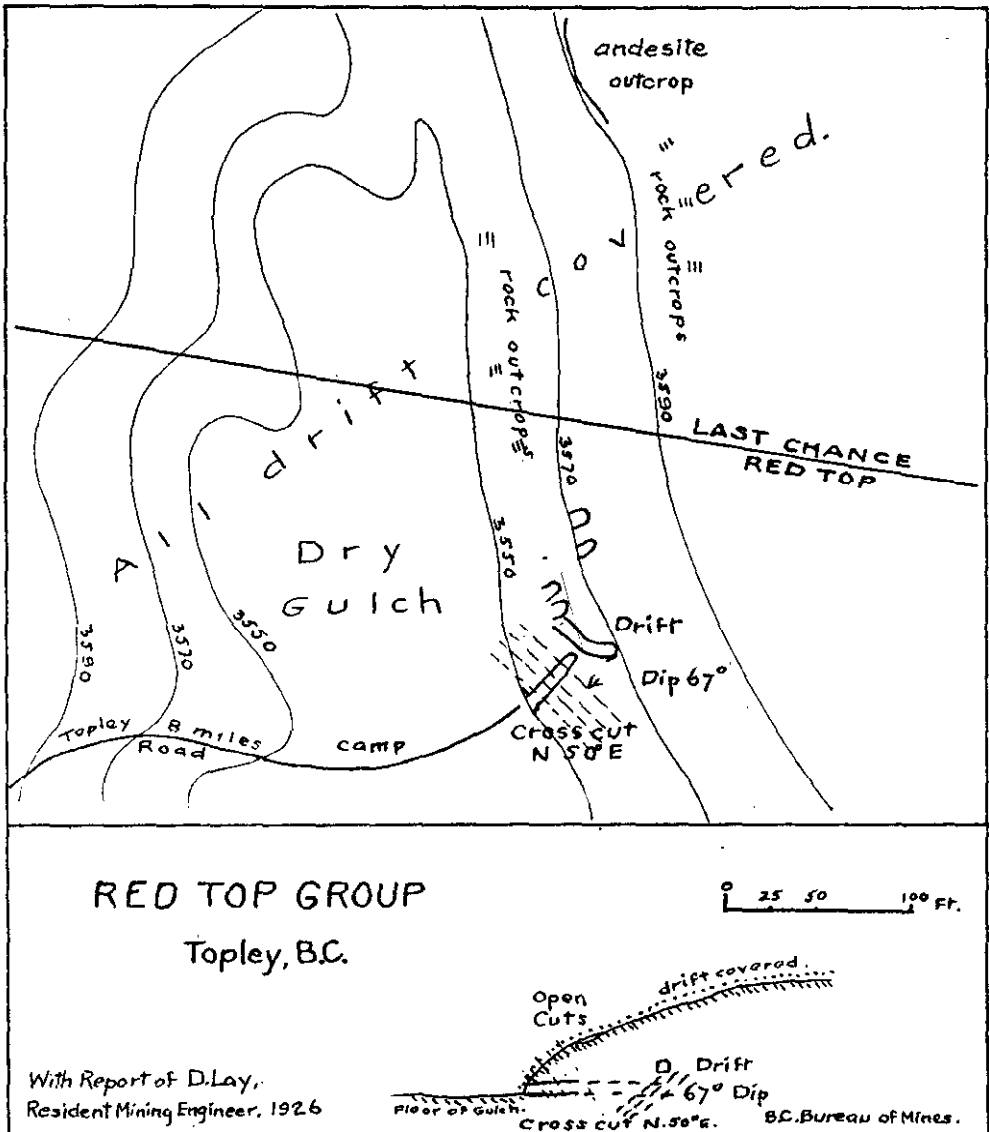 andesite
outcrop
All drift covered.
rock outcrops
rock outcrops
3590
LAST CHANCE
RED TOP
3570
3550
Dry
GULCH
Drift
Dip 67°
3590
3570
3550
Topley 8 miles
Road
camp
Cross cut
N 50° E
RED TOP GROUP
Topley, B.C.
0 25 50 100 Ft.
drift covered.
Open
Cuts
Drift
67° Dip
Floor of Gulch.
Cross cut N. 50° E.
With Report of D. Lay,
Resident Mining Engineer, 1926
B.C. Bureau of Mines.